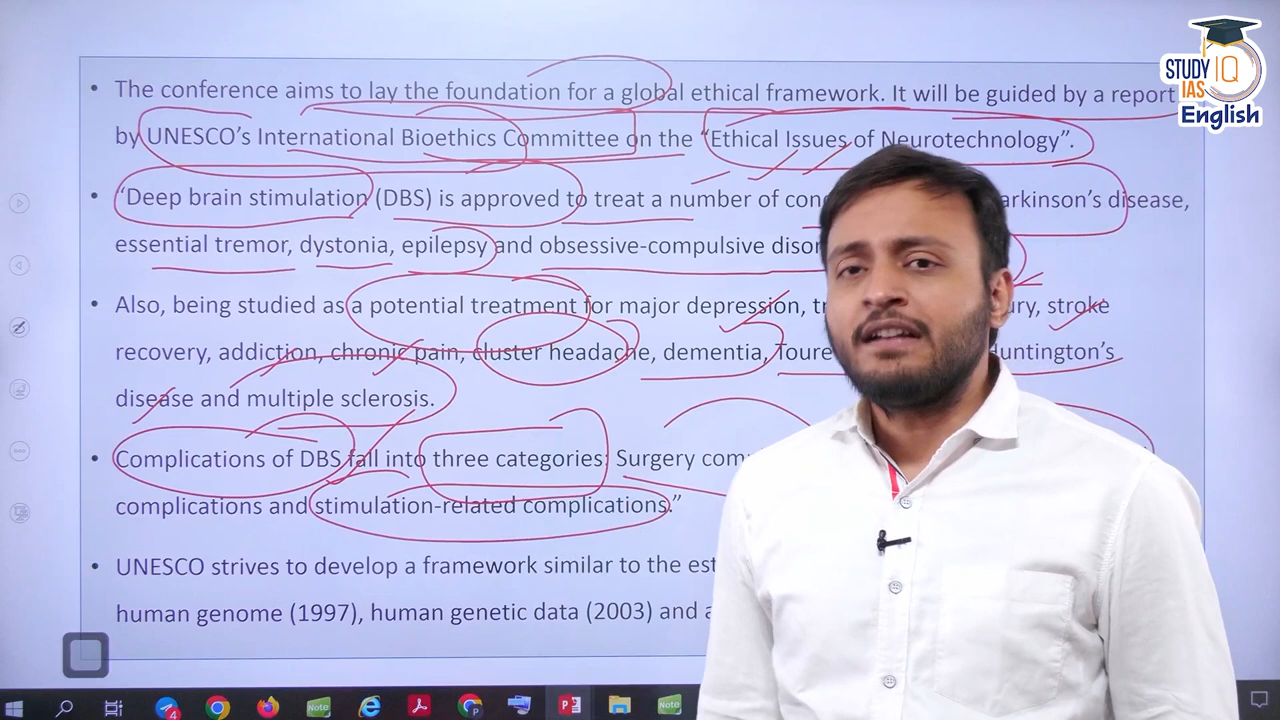 STUDY IQ
IAS
English
• The conference aims to lay the foundation for a global ethical framework. It will be guided by a report
by UNESCO’s International Bioethics Committee on the “Ethical Issues of Neurotechnology”.
• “Deep brain stimulation (DBS) is approved to treat a number of con arkinson’s disease,
essential tremor, dystonia, epilepsy and obsessive-compulsive disor
• Also, being studied as a potential treatment for major depression, tr ury, stroke
recovery, addiction, chronic pain, cluster headache, dementia, Toure untington’s
disease and multiple sclerosis.
• Complications of DBS fall into three categories: Surgery com
complications and stimulation-related complications.”
• UNESCO strives to develop a framework similar to the est
human genome (1997), human genetic data (2003) and a
4
Note
Note